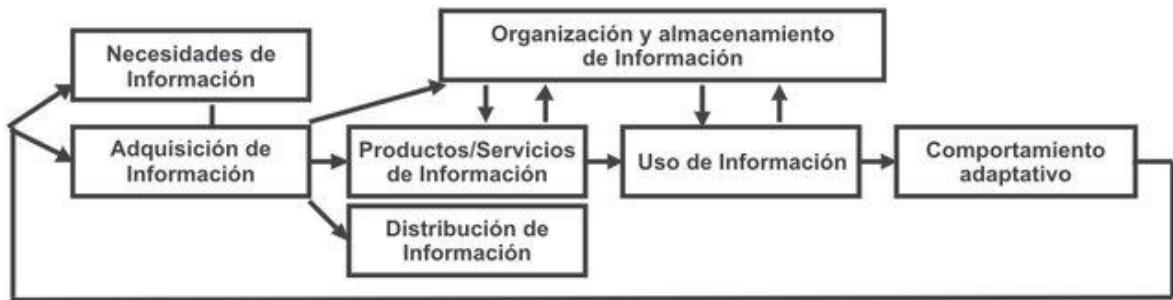 Necesidades de
Información
Organización y almacenamiento
de Información
Adquisición de
Información
Productos/Servicios
de Información
Uso de Información
Comportamiento
adaptativo
Distribución de
Información